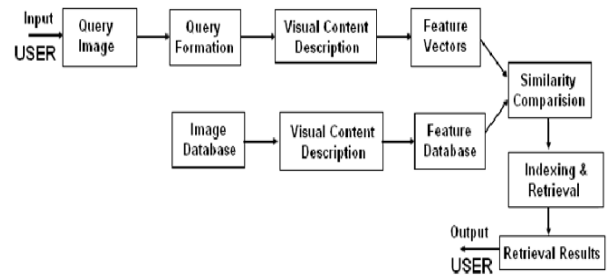 Input
USER
Query
Image
Query
Formation
Visual Content
Description
Feature
Vectors
Similarity
Comparision
Image
Database
Visual Content
Description
Feature
Database
Indexing &
Retrieval
Retrieval Results
Output
USER